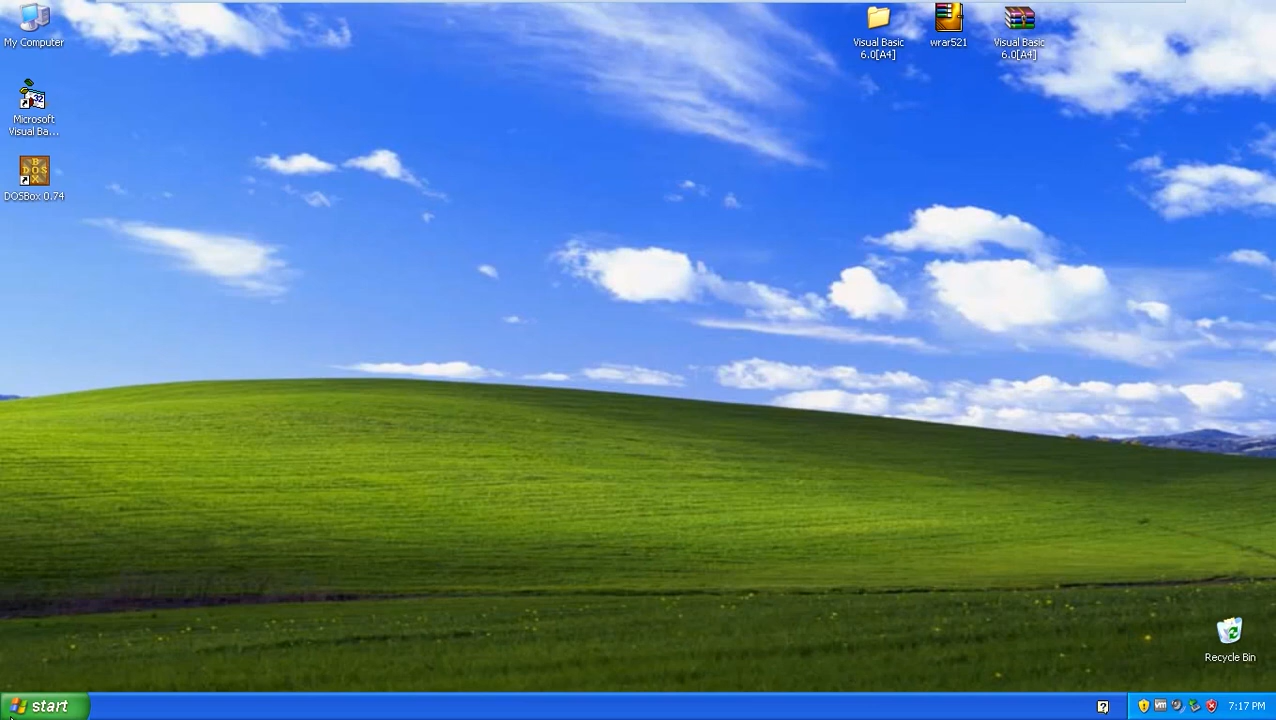 My Computer
Visual Basic
6.0[A4]
wrar521
Visual Basic
6.0[A4]
Microsoft
Visual Ba...
DOSBox 0.74
Recycle Bin
start
7:17 PM